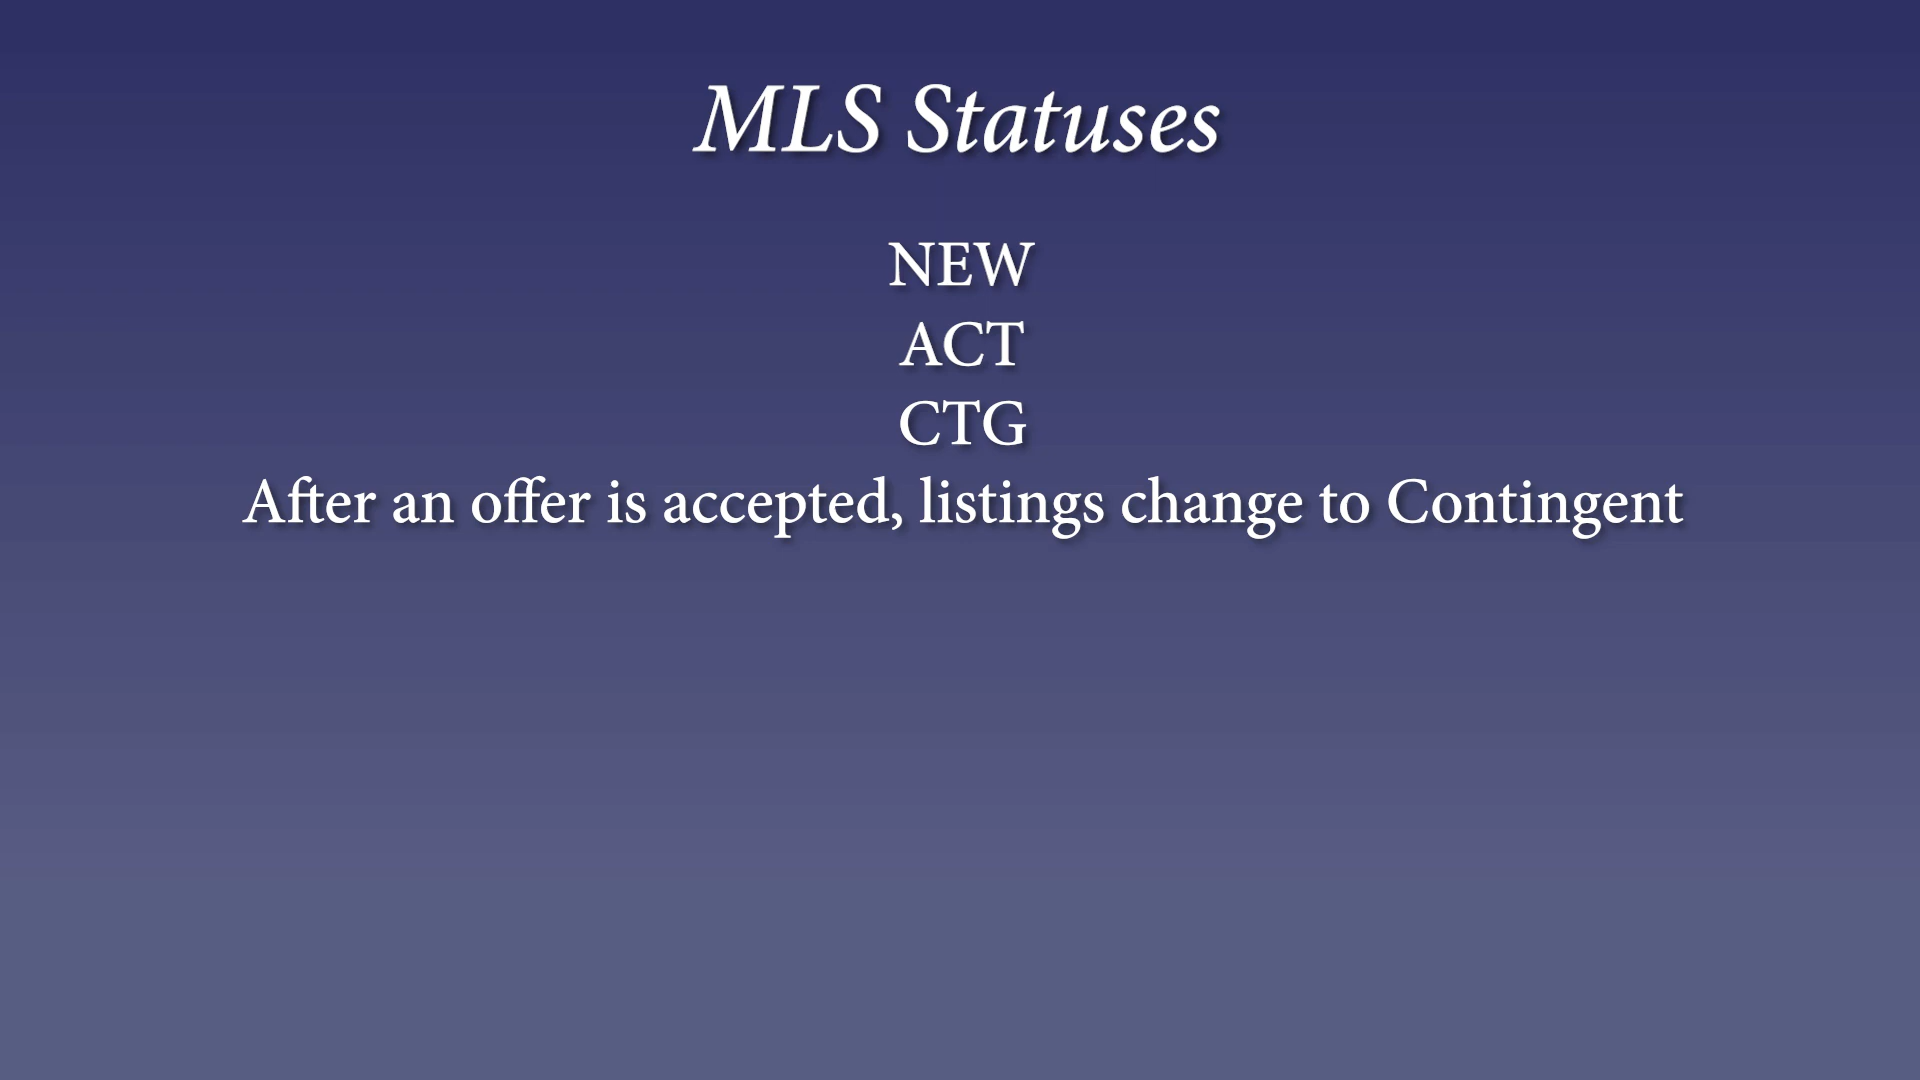 MLS Statuses
NEW
ACT
CTG
After an offer is accepted, listings change to Contingent